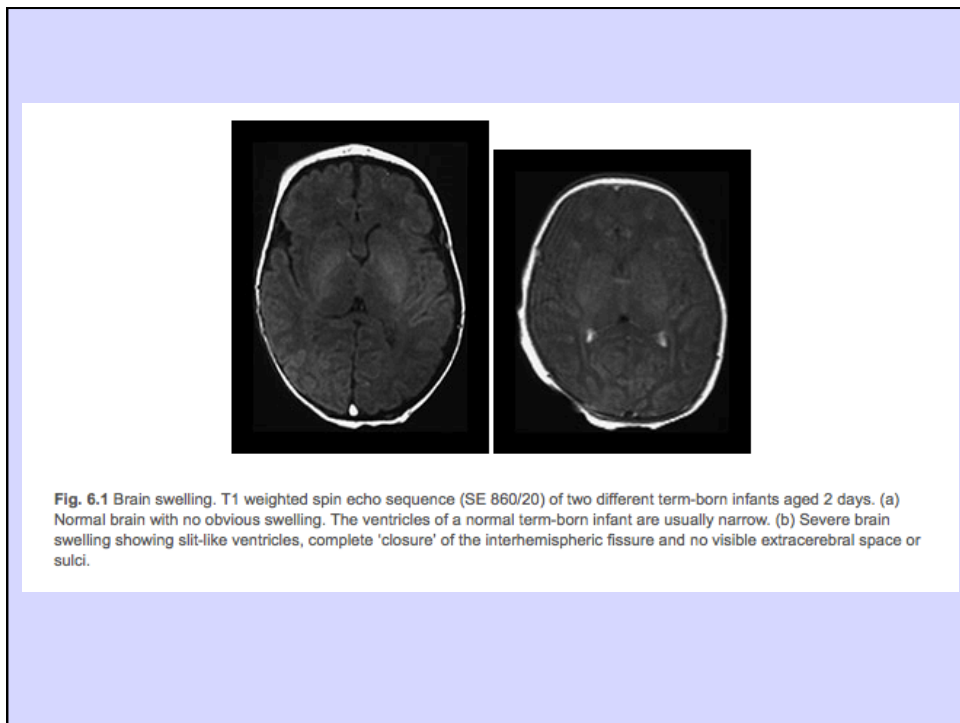 Fig. 6.1 Brain swelling. T1 weighted spin echo sequence (SE 860/20) of two different term-born infants aged 2 days. (a)
Normal brain with no obvious swelling. The ventricles of a normal term-born infant are usually narrow. (b) Severe brain
swelling showing slit-like ventricles, complete ‘closure’ of the interhemispheric fissure and no visible extracerebral space or
sulci.